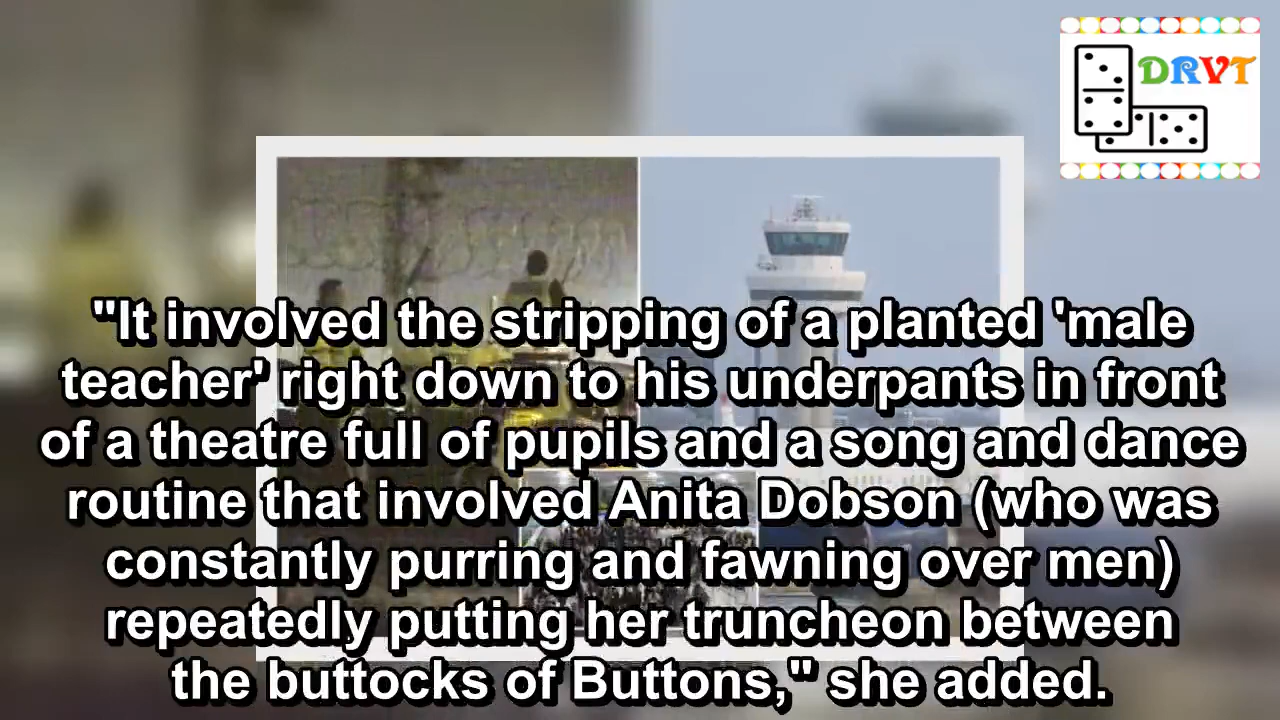 DRVT
"It involved the stripping of a planted 'male
teacher' right down to his underpants in front
of a theatre full of pupils and a song and dance
routine that involved Anita Dobson (who was
constantly purring and fawning over men)
repeatedly putting her truncheon between
the buttocks of Buttons," she added.